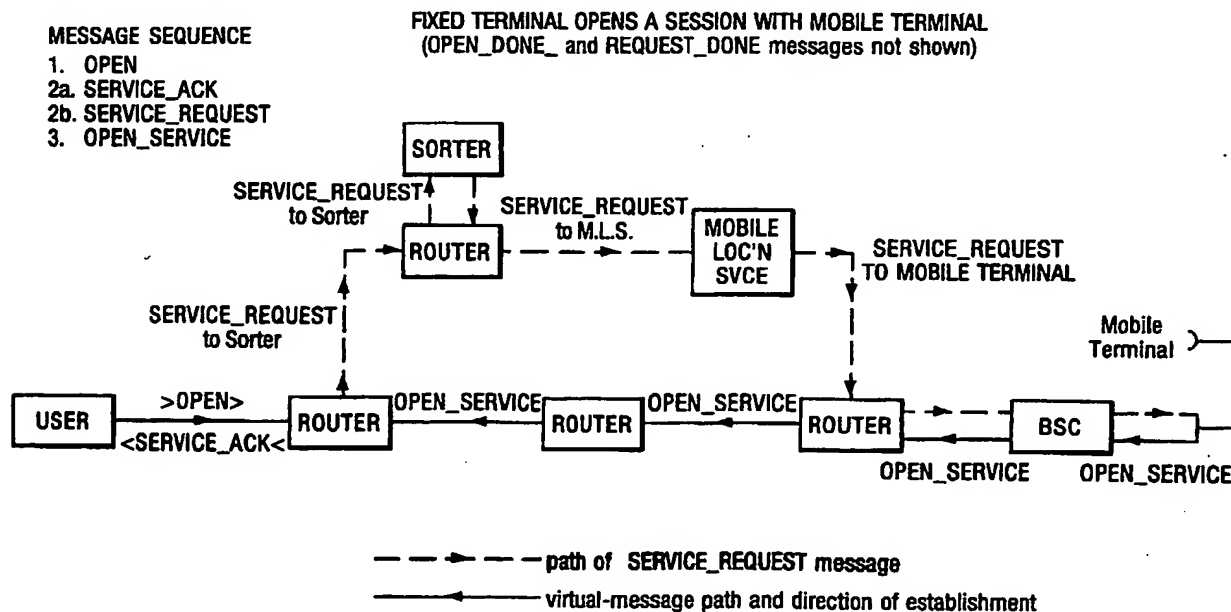 FIXED TERMINAL OPENS A SESSION WITH MOBILE TERMINAL
(OPEN_DONE_ and REQUEST_DONE messages not shown)
MESSAGE SEQUENCE
1. OPEN
2a. SERVICE_ACK
2b. SERVICE_REQUEST
3. OPEN_SERVICE
SORTER
SERVICE_REQUEST
to Sorter
ROUTER
SERVICE_REQUEST
to M.L.S.
MOBILE
LOC'N
SVCE
SERVICE_REQUEST
TO MOBILE TERMINAL
SERVICE_REQUEST
to Sorter
Mobile
Terminal
USER
>OPEN>
<SERVICE_ACK<
ROUTER
OPEN_SERVICE
ROUTER
OPEN_SERVICE
ROUTER
OPEN_SERVICE
BSC
OPEN_SERVICE
path of SERVICE_REQUEST message
virtual-message path and direction of establishment